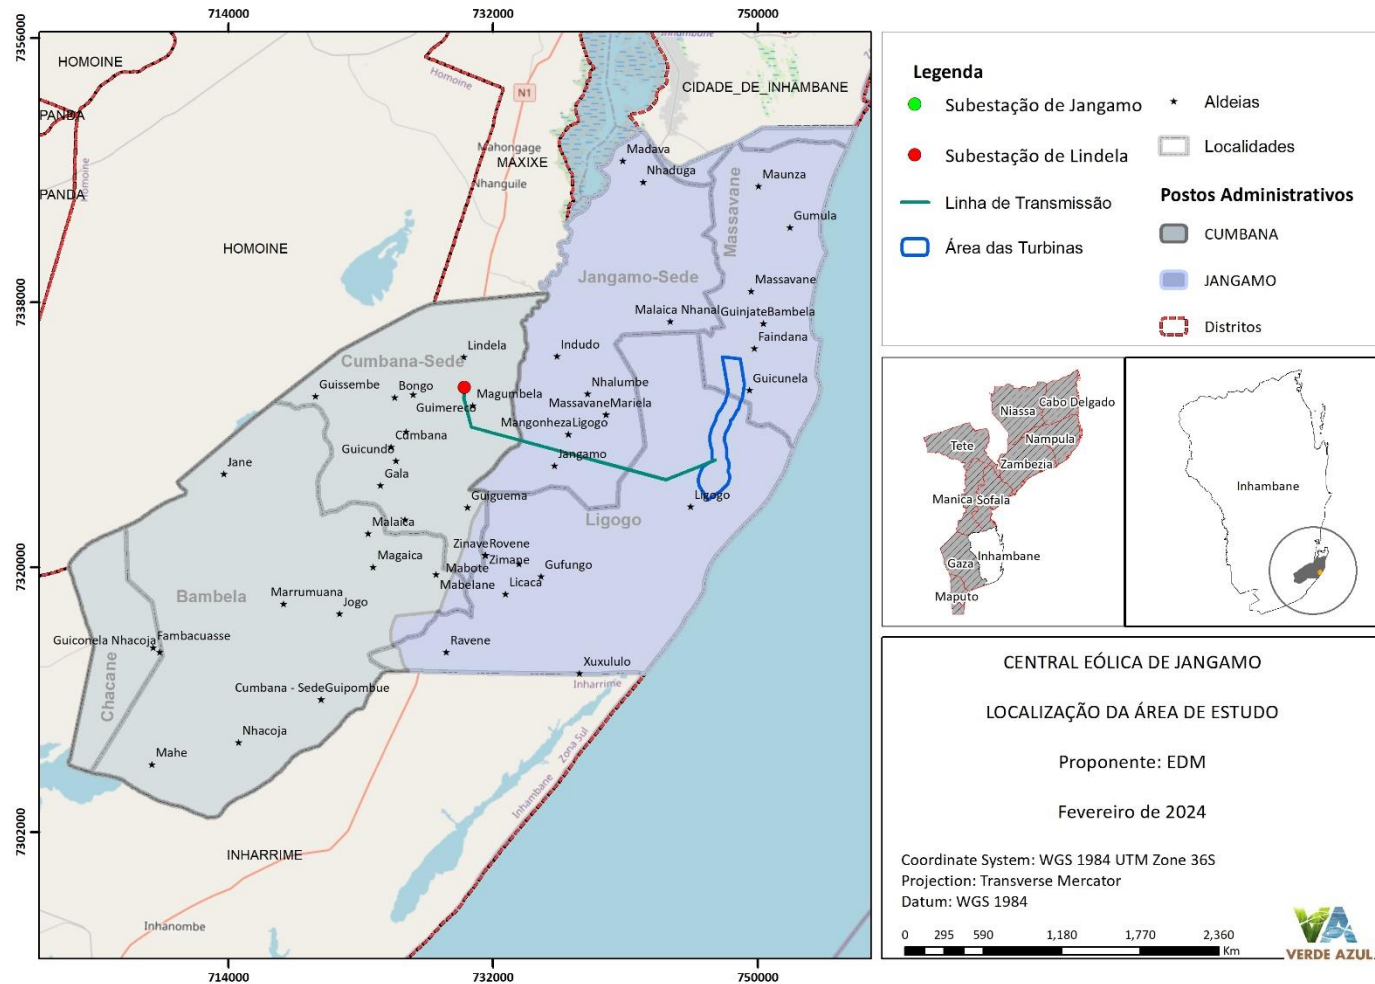 714000
732000
750000
7356000
7338000
7320000
7302000
HOMOINE
PANDA
PANDA
Homoine
Homoine
N1
Inhambane
CIDADE_DE_INHAMBANE
Mahongage
MAXIXE
Nhanguile
HOMOINE
Madava
Nhaduga
Massavane
Maunza
Gumula
Jangamo-Sede
Massavane
Malaica Nhanal
GuinjateBambela
Faindana
Lindela
Indudo
Cumbana-Sede
Guissembe
Bongo
Magumbela
Nhalumbe
Guicunela
Guimereco
MassavaneMariela
MangonhezaLigogo
Cumbana
Guicundo
Jane
Gala
Jangamo
Guiguema
Ligogo
Ligogo
Malaica
ZinaveRovene
Zimane
Magaica
Mabote
Gufungo
Mabelane
Licaca
Bambela
Marrumuana
Jogo
Guiconela Nhacoja
Fambacuasse
Ravene
Xuxululo
Inharrime
Chacane
Cumbana - SedeGuipombue
Nhacoja
Mahe
Inhambane
Zona Sul
INHARRIME
Inhanombe
714000
732000
750000
Legenda
Subestação de Jangamo
Subestação de Lindela
Linha de Transmissão
Área das Turbinas
Aldeias
Localidades
Postos Administrativos
CUMBANA
JANGAMO
Distritos
Cabo Delgado
Niassa
Nampula
Tete
Zambezia
Manica
Sofala
Inhambane
Gaza
Maputo
Inhambane
CENTRAL EÓLICA DE JANGAMO
LOCALIZAÇÃO DA ÁREA DE ESTUDO
Proponente: EDM
Fevereiro de 2024
Coordinate System: WGS 1984 UTM Zone 36S
Projection: Transverse Mercator
Datum: WGS 1984
0 295 590 1,180 1,770 2,360
Km
VA
VERDE AZUL